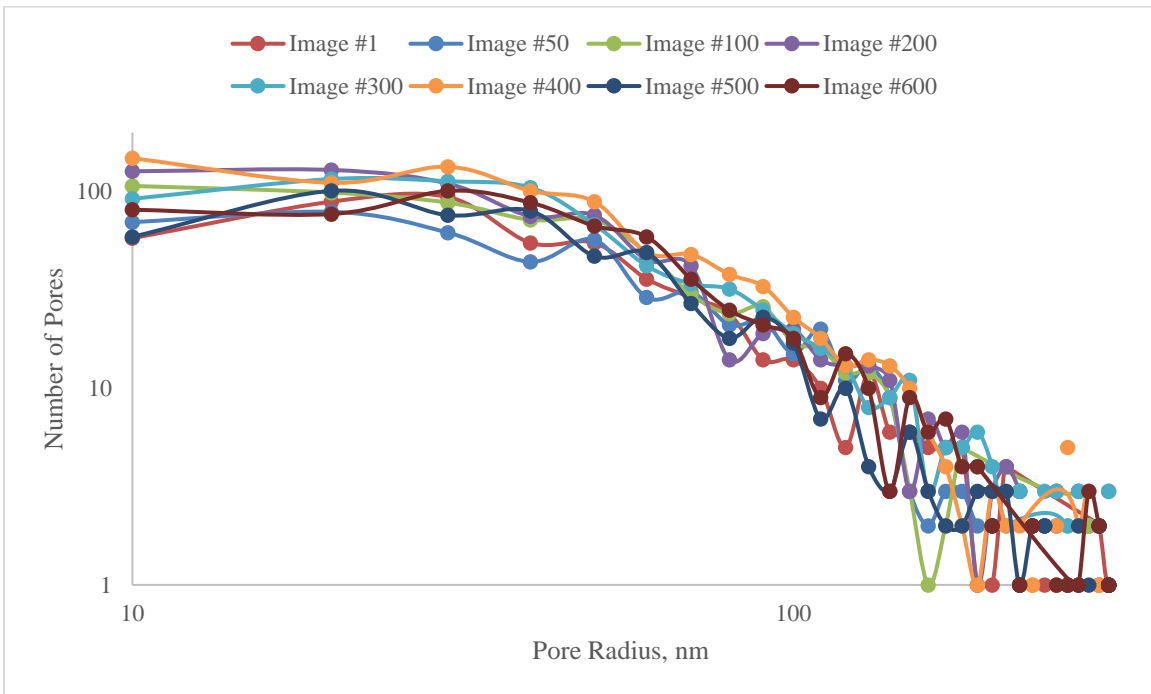 Image #1 Image #50 Image #100 Image #200
Image #300 Image #400 Image #500 Image #600
100
10
1
10 100
Number of Pores
Pore Radius, nm